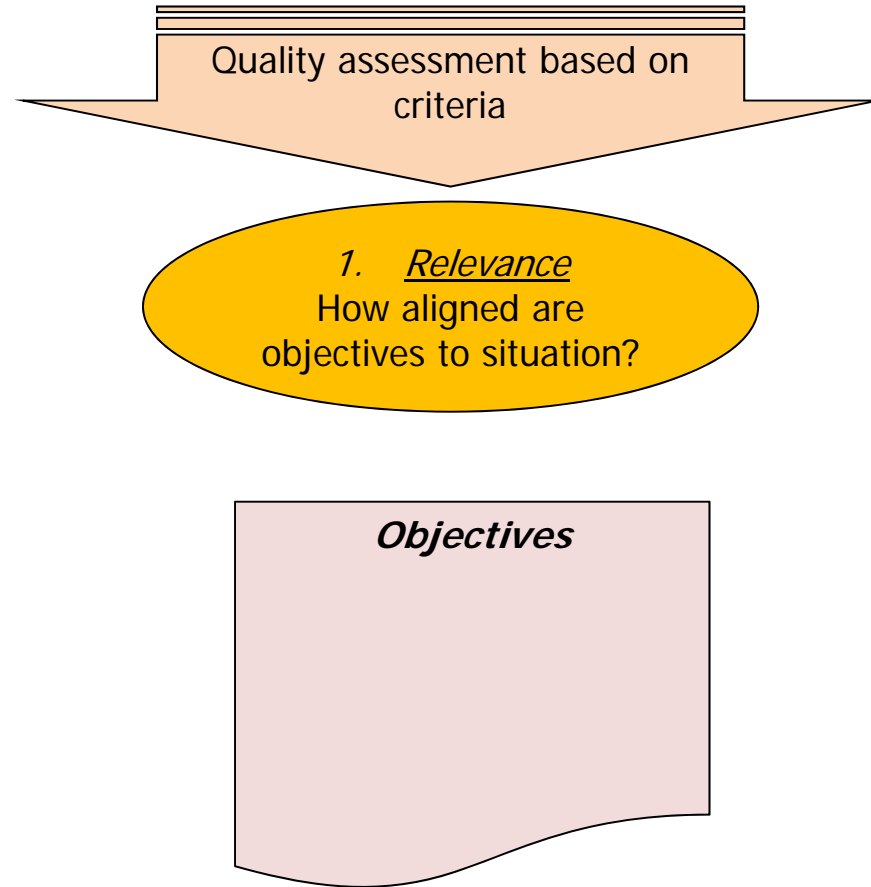 Quality assessment based on
criteria
1. Relevance
How aligned are
objectives to situation?
Objectives